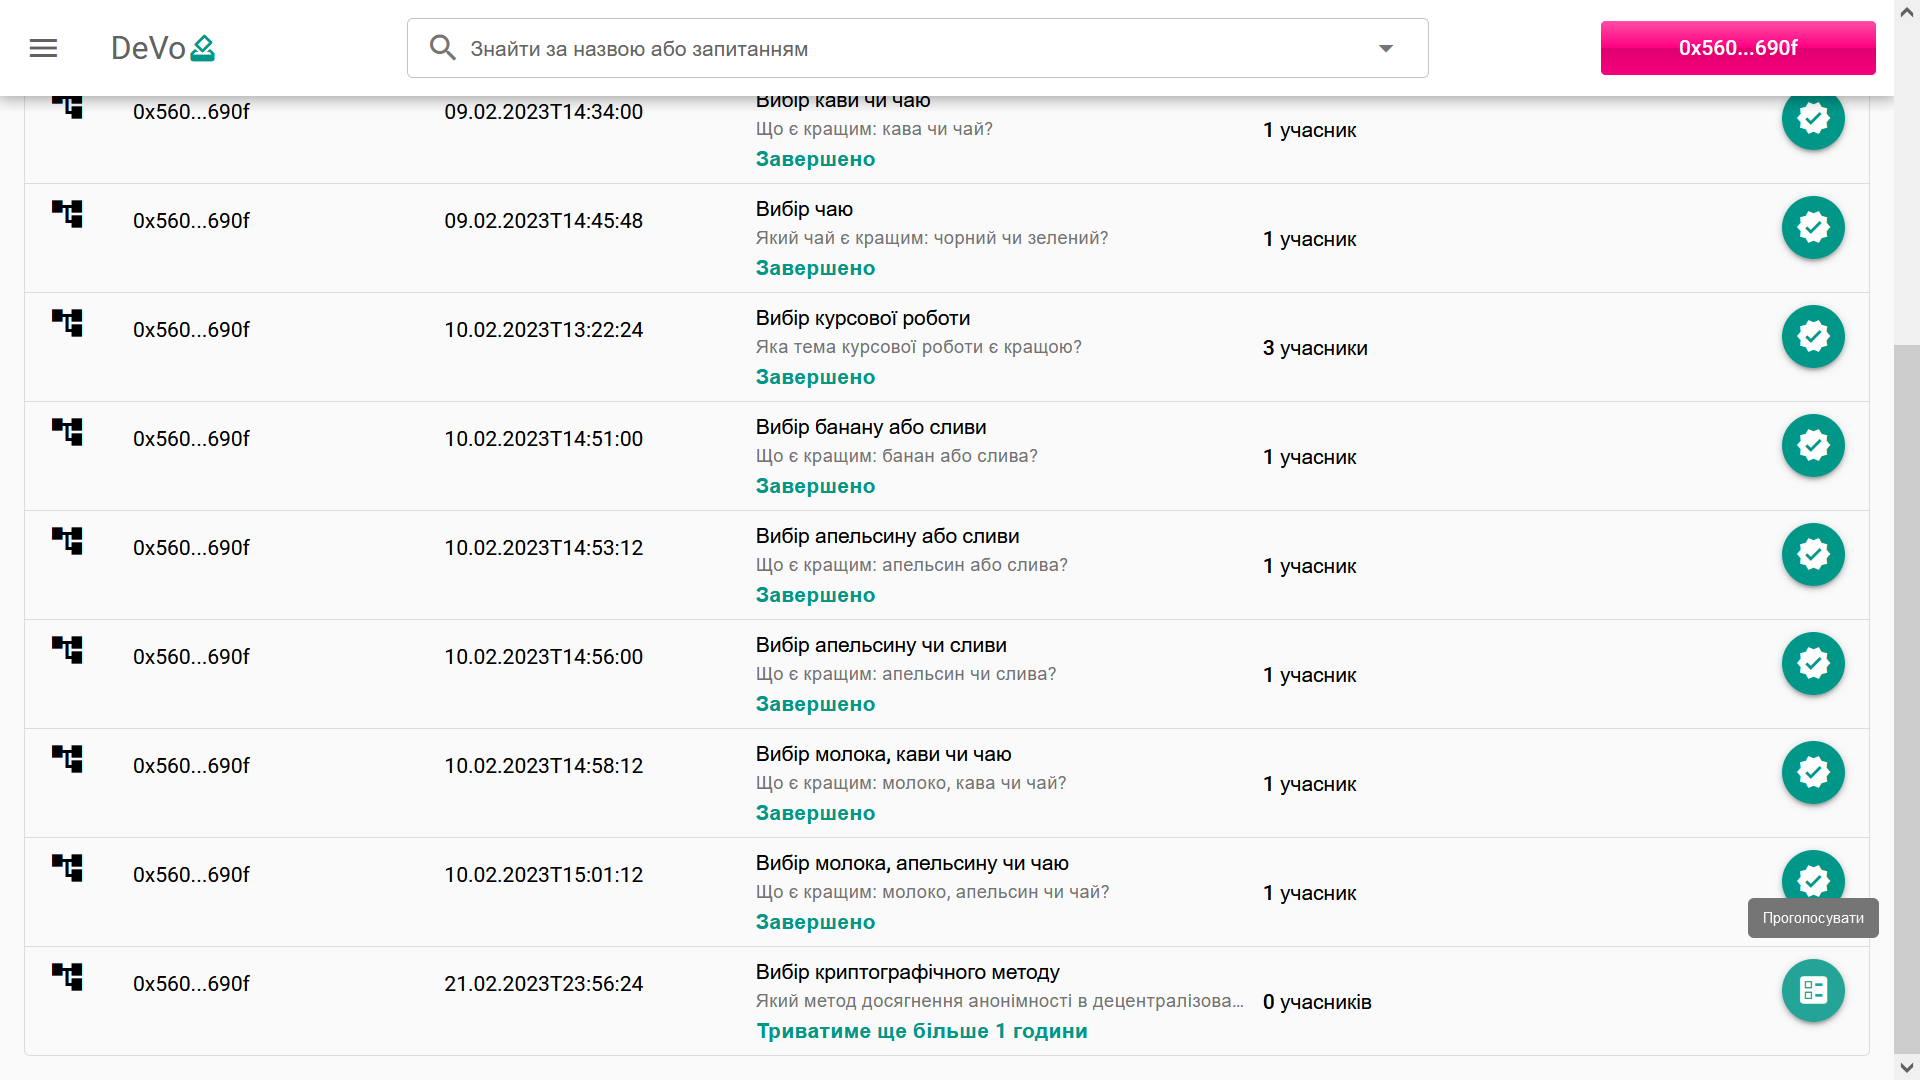 DeVo
Знайти за назвою або запитанням
0x560...690f
0x560...690f 09.02.2023T14:34:00 Вибір кави чи чаю
Що є кращим: кава чи чай?
1 учасник
Завершено
0x560...690f 09.02.2023T14:45:48 Вибір чаю
Який чай є кращим: чорний чи зелений?
1 учасник
Завершено
0x560...690f 10.02.2023T13:22:24 Вибір курсової роботи
Яка тема курсової роботи є кращою?
3 учасники
Завершено
0x560...690f 10.02.2023T14:51:00 Вибір банану або сливи
Що є кращим: банан або слива?
1 учасник
Завершено
0x560...690f 10.02.2023T14:53:12 Вибір апельсину або сливи
Що є кращим: апельсин або слива?
1 учасник
Завершено
0x560...690f 10.02.2023T14:56:00 Вибір апельсину чи сливи
Що є кращим: апельсин чи слива?
1 учасник
Завершено
0x560...690f 10.02.2023T14:58:12 Вибір молока, кави чи чаю
Що є кращим: молоко, кава чи чай?
1 учасник
Завершено
0x560...690f 10.02.2023T15:01:12 Вибір молока, апельсину чи чаю
Що є кращим: молоко, апельсин чи чай?
1 учасник
Завершено
Проголосувати
0x560...690f 21.02.2023T23:56:24 Вибір криптографічного методу
Який метод досягнення анонімності в децентралізова...
0 учасників
Триватиме ще більше 1 години